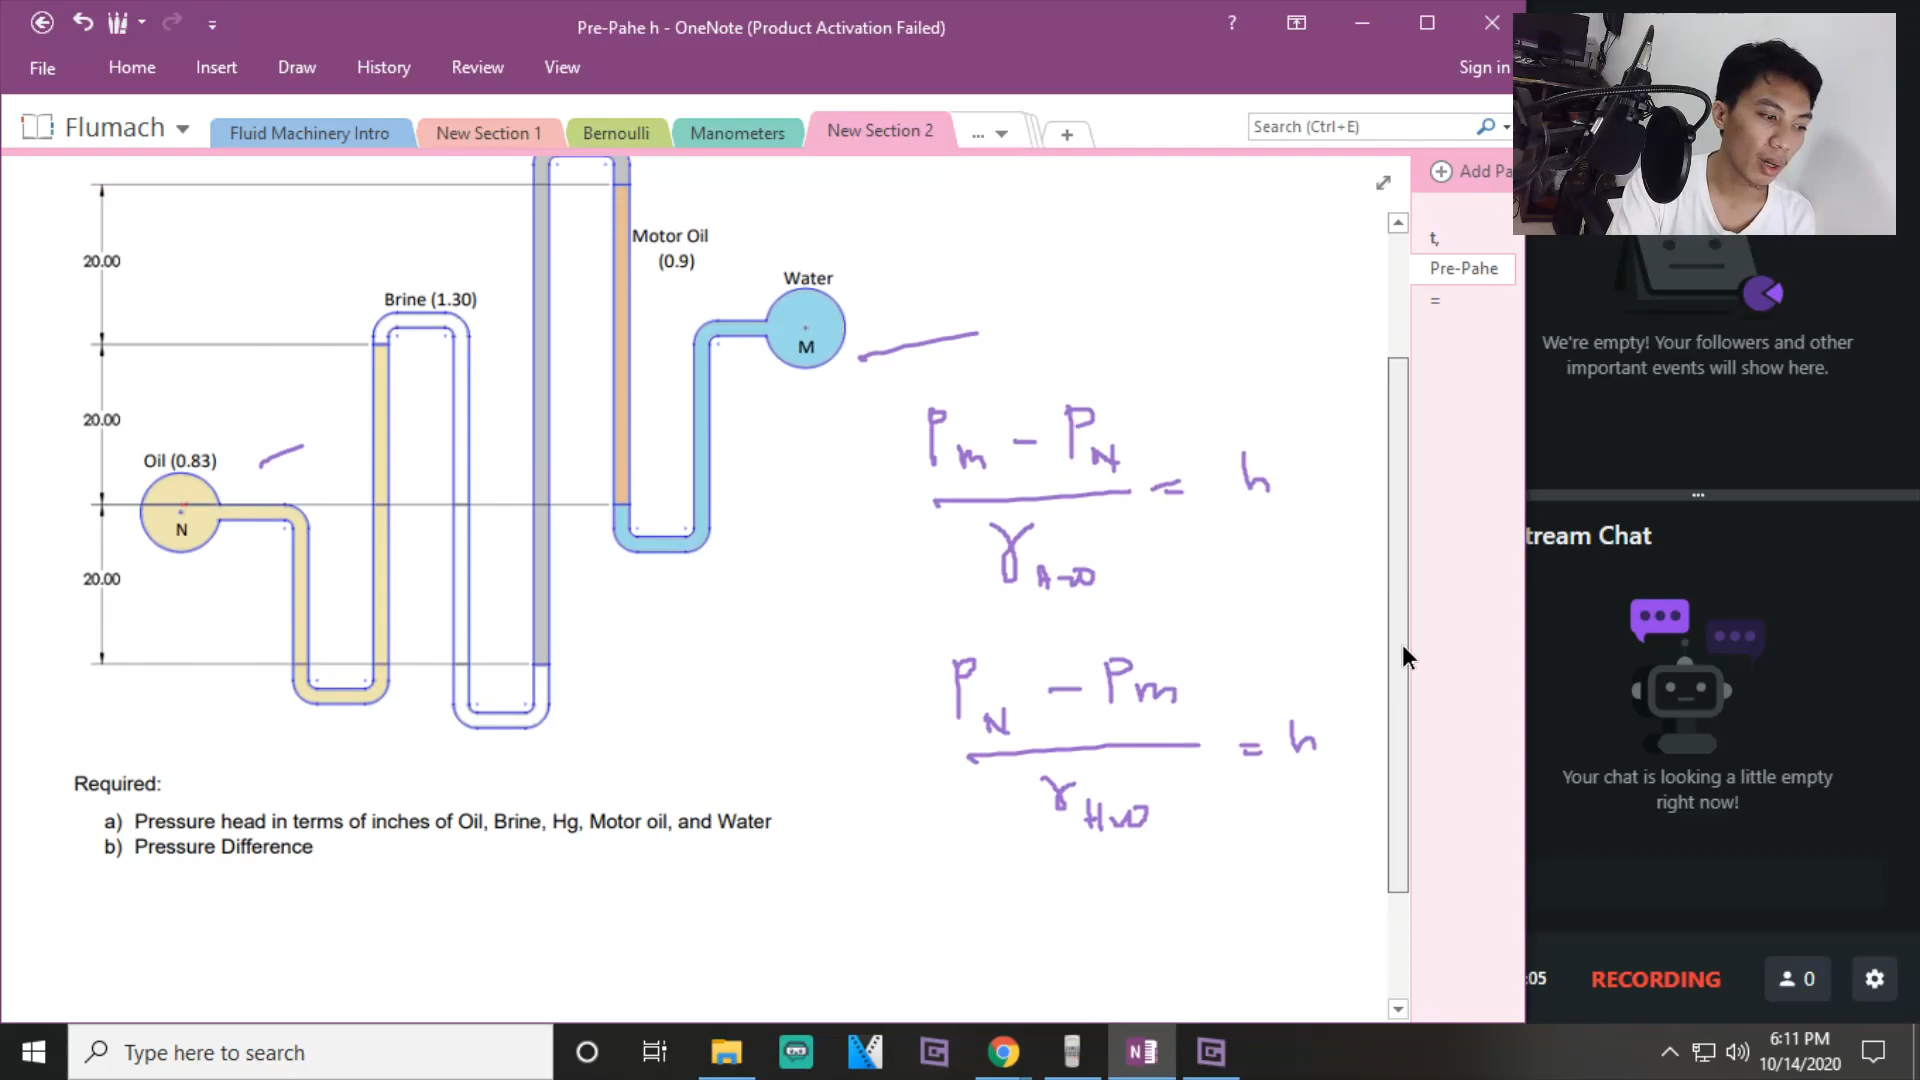 Pre-Pahe h - OneNote (Product Activation Failed)
?
File Home Insert Draw History Review View
Sign in
Flumach
Fluid Machinery Intro
New Section 1
Bernoulli
Manometers
New Section 2
...
+
Search (Ctrl+E)
Add Pa
t,
Pre-Pahe
=
Motor Oil
(0.9)
20.00
Water
Brine (1.30)
M
20.00
Oil (0.83)
N
20.00
Pm - PN
= h
γ
PN - Pm
= h
γ
Required:
a) Pressure head in terms of inches of Oil, Brine, Hg, Motor oil, and Water
b) Pressure Difference
We're empty! Your followers and other
important events will show here.
tream Chat
Your chat is looking a little empty
right now!
:05
RECORDING
0
Type here to search
N
6:11 PM
10/14/2020